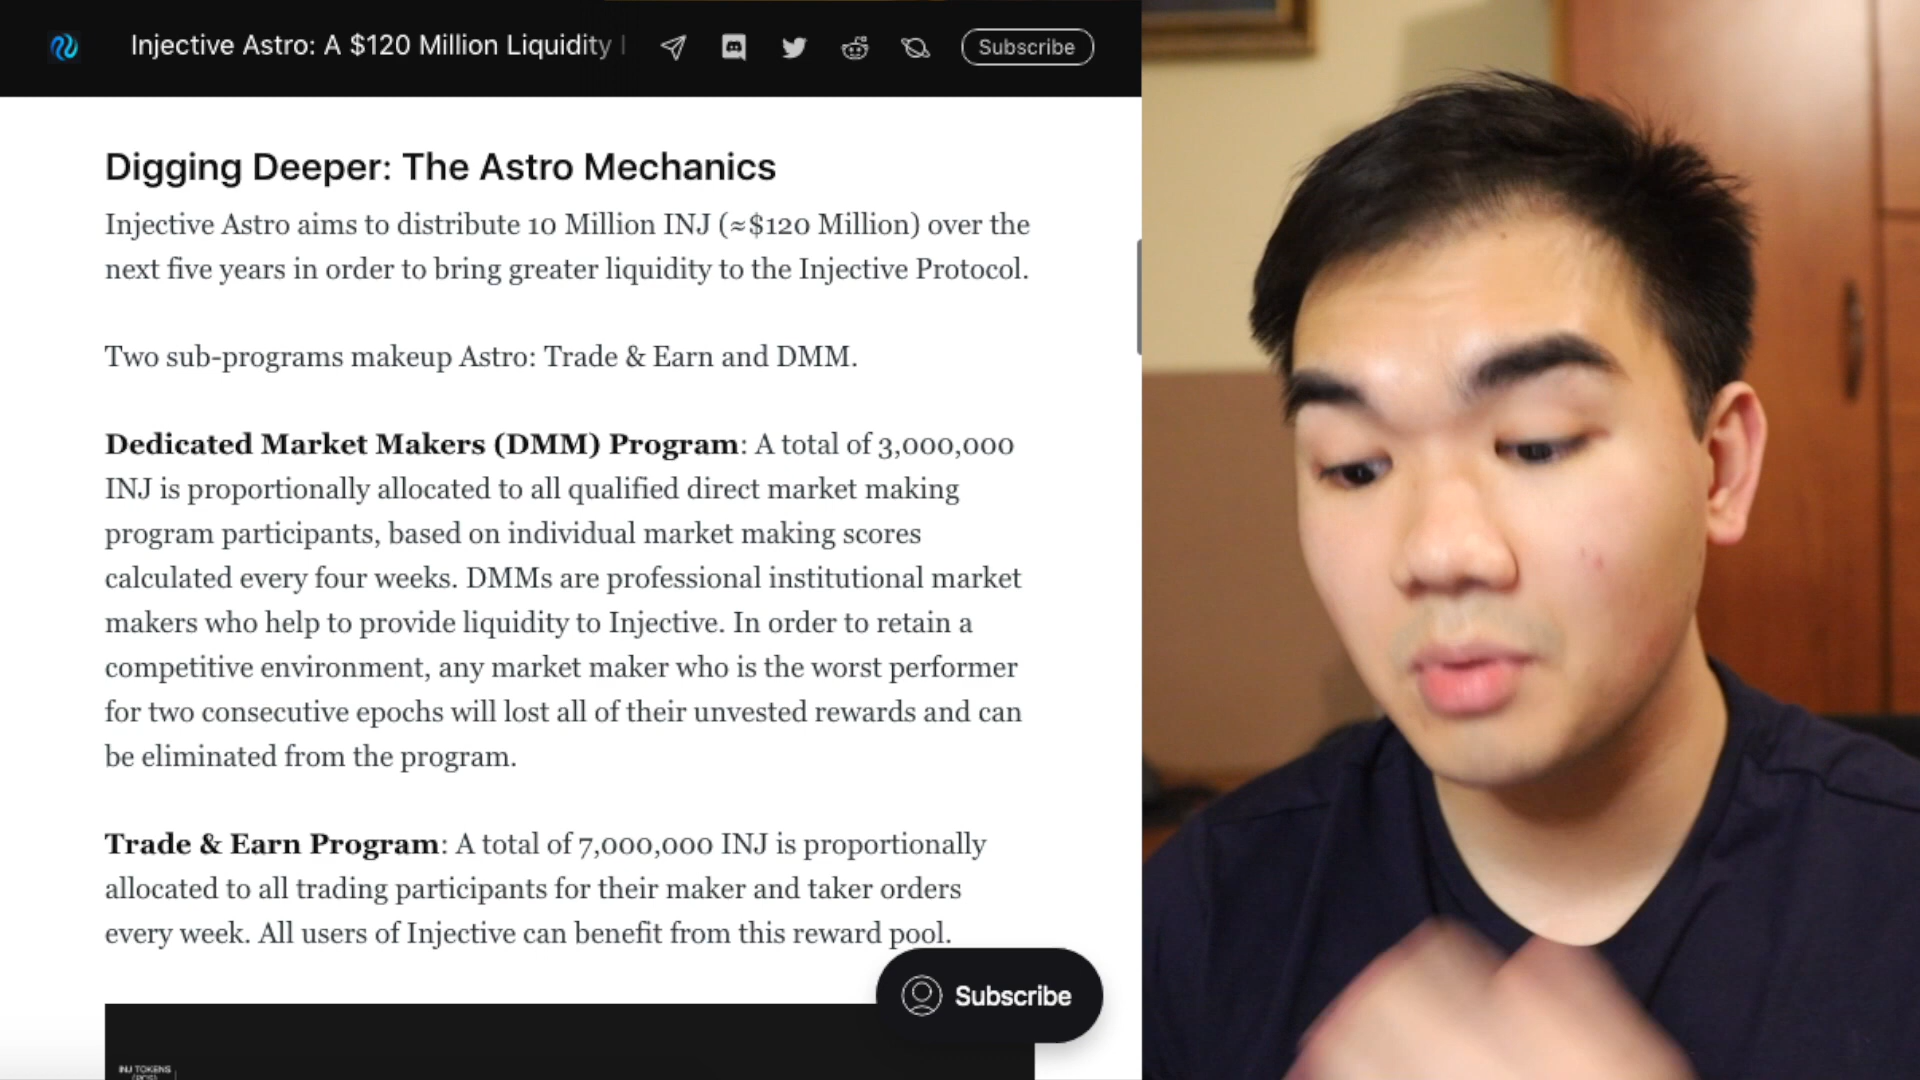 Injective Astro: A $120 Million Liquidity
Subscribe
Digging Deeper: The Astro Mechanics
Injective Astro aims to distribute 10 Million INJ (≈$120 Million) over the
next five years in order to bring greater liquidity to the Injective Protocol.
Two sub-programs makeup Astro: Trade & Earn and DMM.
Dedicated Market Makers (DMM) Program: A total of 3,000,000
INJ is proportionally allocated to all qualified direct market making
program participants, based on individual market making scores
calculated every four weeks. DMMs are professional institutional market
makers who help to provide liquidity to Injective. In order to retain a
competitive environment, any market maker who is the worst performer
for two consecutive epochs will lost all of their unvested rewards and can
be eliminated from the program.
Trade & Earn Program: A total of 7,000,000 INJ is proportionally
allocated to all trading participants for their maker and taker orders
every week. All users of Injective can benefit from this reward pool.
Subscribe
INJ TOKENS